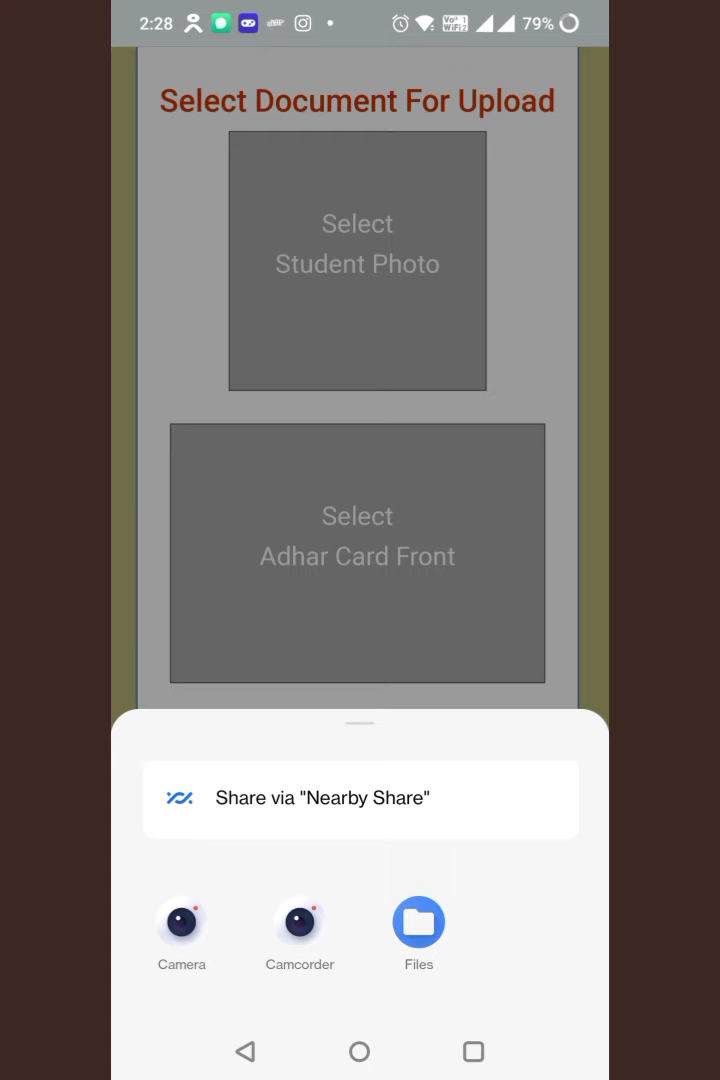 2:28 79%
Select Document For Upload
Select
Student Photo
Select
Adhar Card Front
Share via "Nearby Share"
Camera Camcorder Files